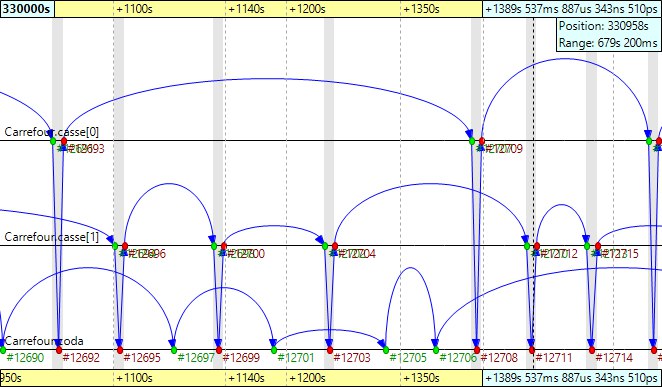 330000s +1100s +1140s +1200s +1350s +1389s 537ms 887us 343ns 510ps
Position: 330958s
Range: 679s 200ms
Carrefour.casse[0]
#12693 #12709
Carrefour.casse[1]
#12696 #12700 #12704 #12712 #12715
Carrefour.coda
#12690 #12692 #12695 #12697 #12699 #12701 #12703 #12705 #12706 #12708 #12711 #12714
950s +1100s +1140s +1200s +1350s +1389s 537ms 887us 343ns 510ps